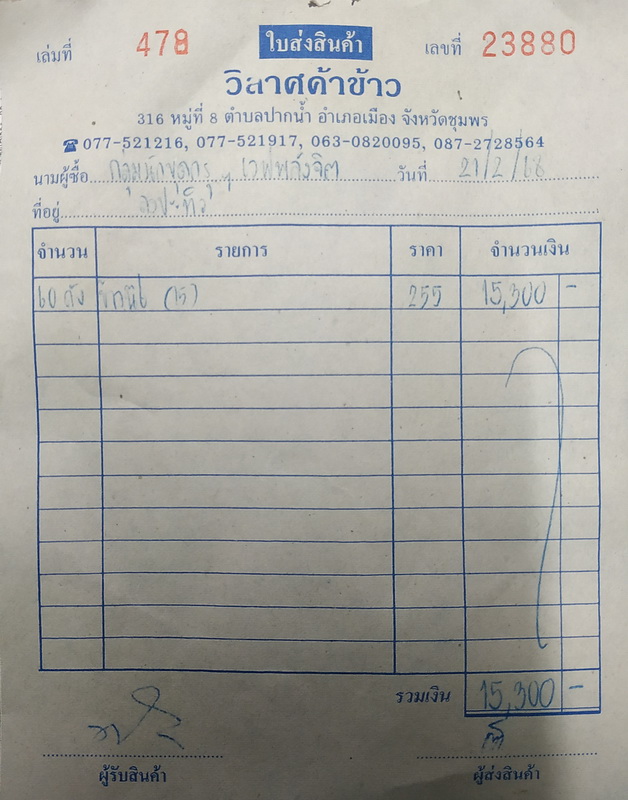 เล่มที่ 478 ใบส่งสินค้า เลขที่ 23880
วิลาศค้าข้าว
316 หมู่ที่ 8 ตำบลปากน้ำ อำเภอเมือง จังหวัดชุมพร
☎ 077-521216, 077-521917, 063-0820095, 087-2728564
นามผู้ซื้อ วันที่ 21/2/68
ที่อยู่
จำนวน รายการ ราคา จำนวนเงิน
60 (15) 255 15,300 -
รวมเงิน 15,300 -
ผู้รับสินค้า ผู้ส่งสินค้า